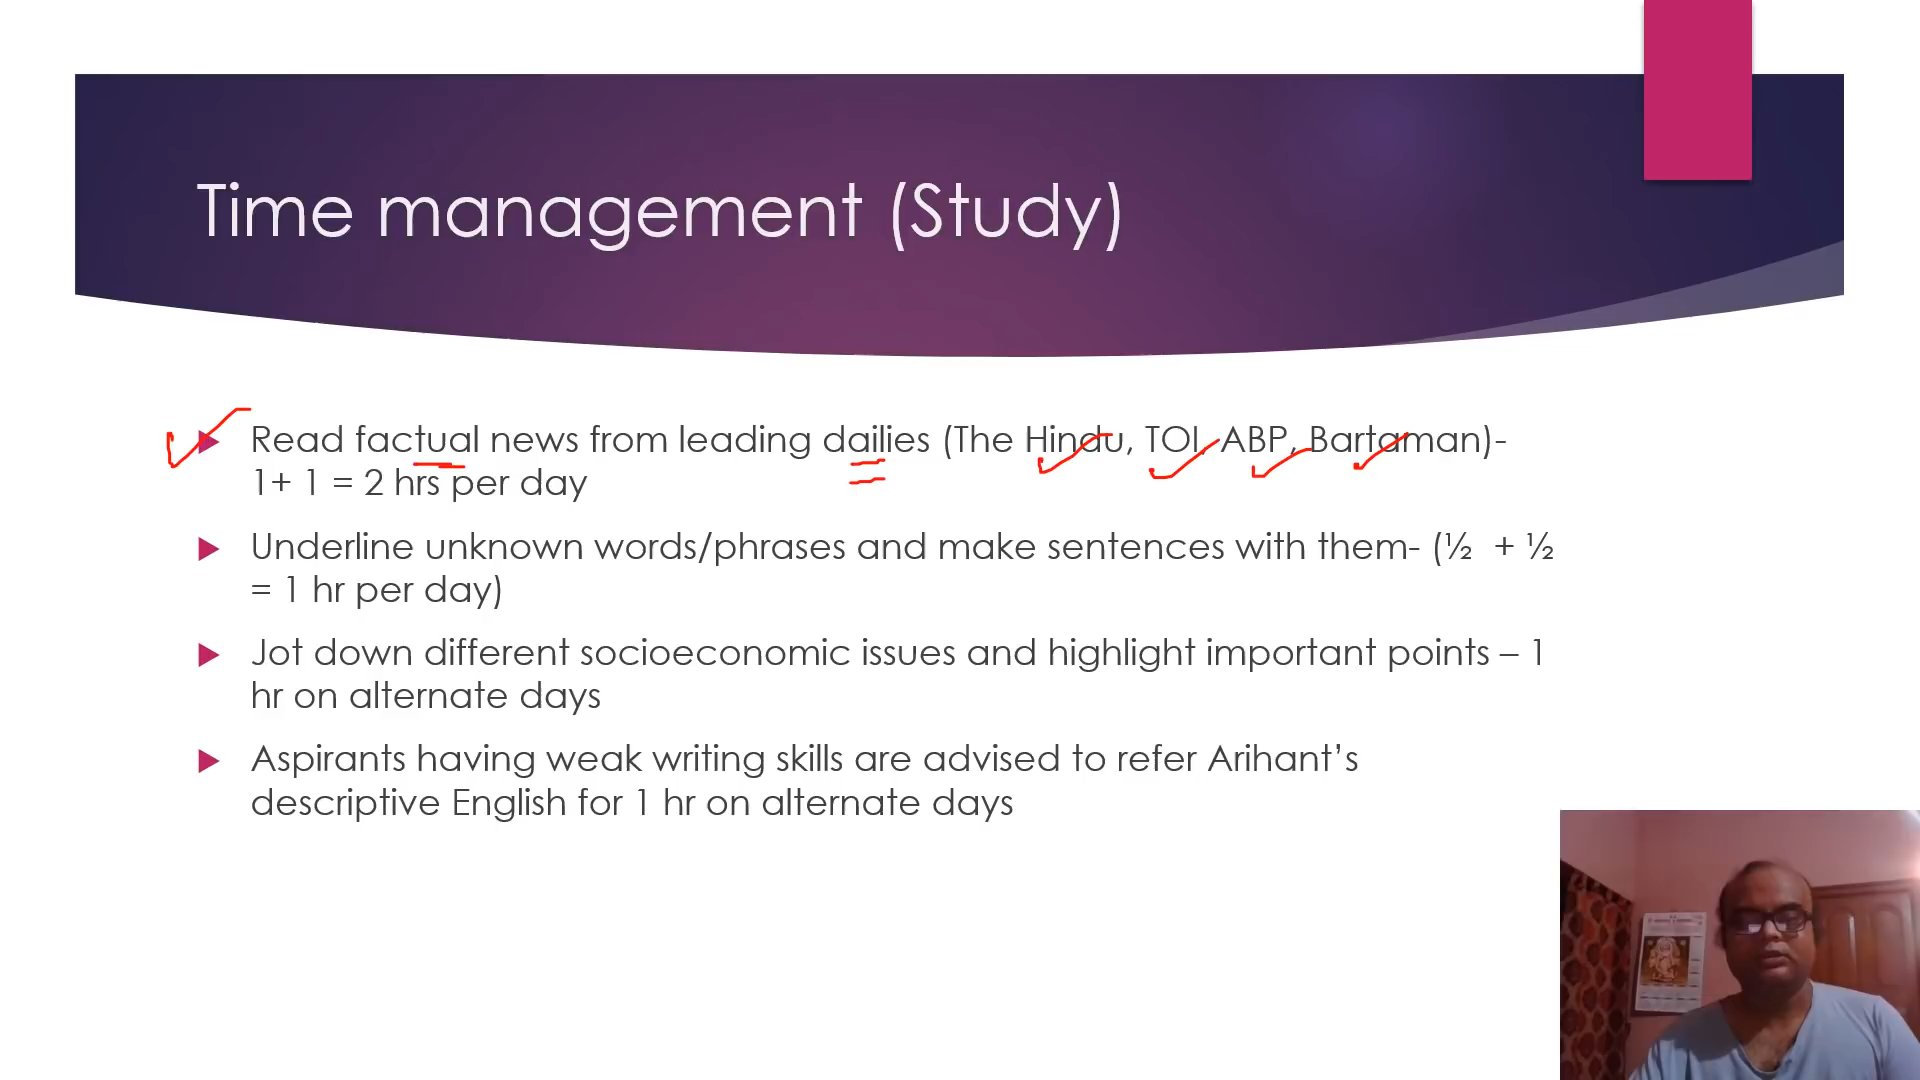 Time management (Study)
Read factual news from leading dailies (The Hindu, TOI, ABP, Bartaman)-
1+ 1 = 2 hrs per day
Underline unknown words/phrases and make sentences with them- (½ + ½
= 1 hr per day)
Jot down different socioeconomic issues and highlight important points – 1
hr on alternate days
Aspirants having weak writing skills are advised to refer Arihant’s
descriptive English for 1 hr on alternate days